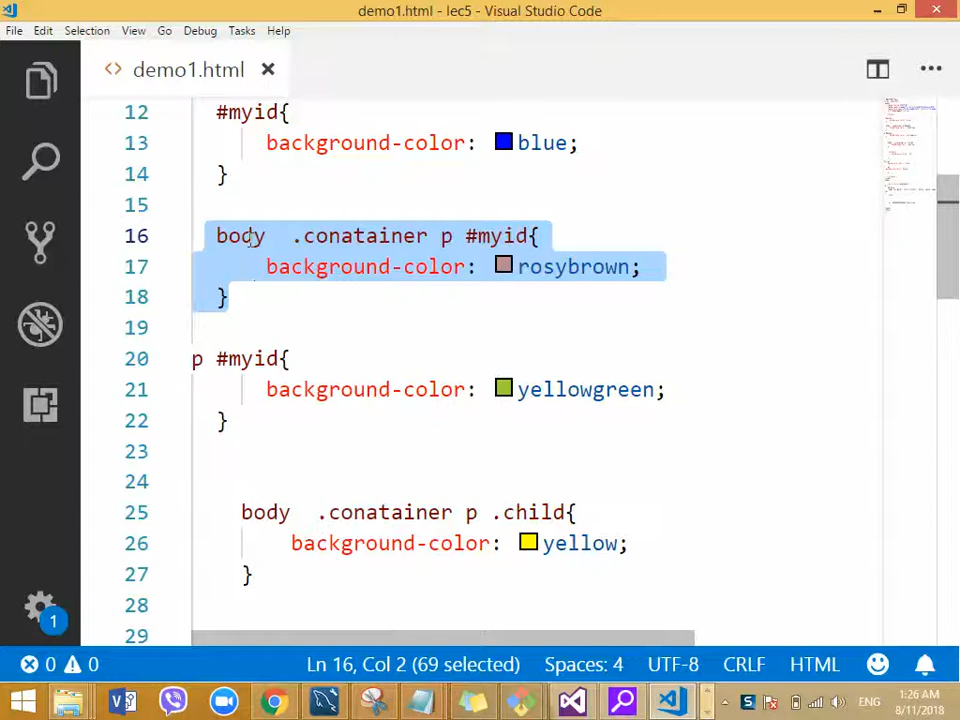 demo1.html - lec5 - Visual Studio Code
File Edit Selection View Go Debug Tasks Help
<> demo1.html
12 #myid{
13 background-color: blue;
14 }
15
16 body .conatainer p #myid{
17 background-color: rosybrown;
18 }
19
20 p #myid{
21 background-color: yellowgreen;
22 }
23
24
25 body .conatainer p .child{
26 background-color: yellow;
27 }
28
29
1
0 0 Ln 16, Col 2 (69 selected) Spaces: 4 UTF-8 CRLF HTML
ENG
1:26 AM
8/11/2018